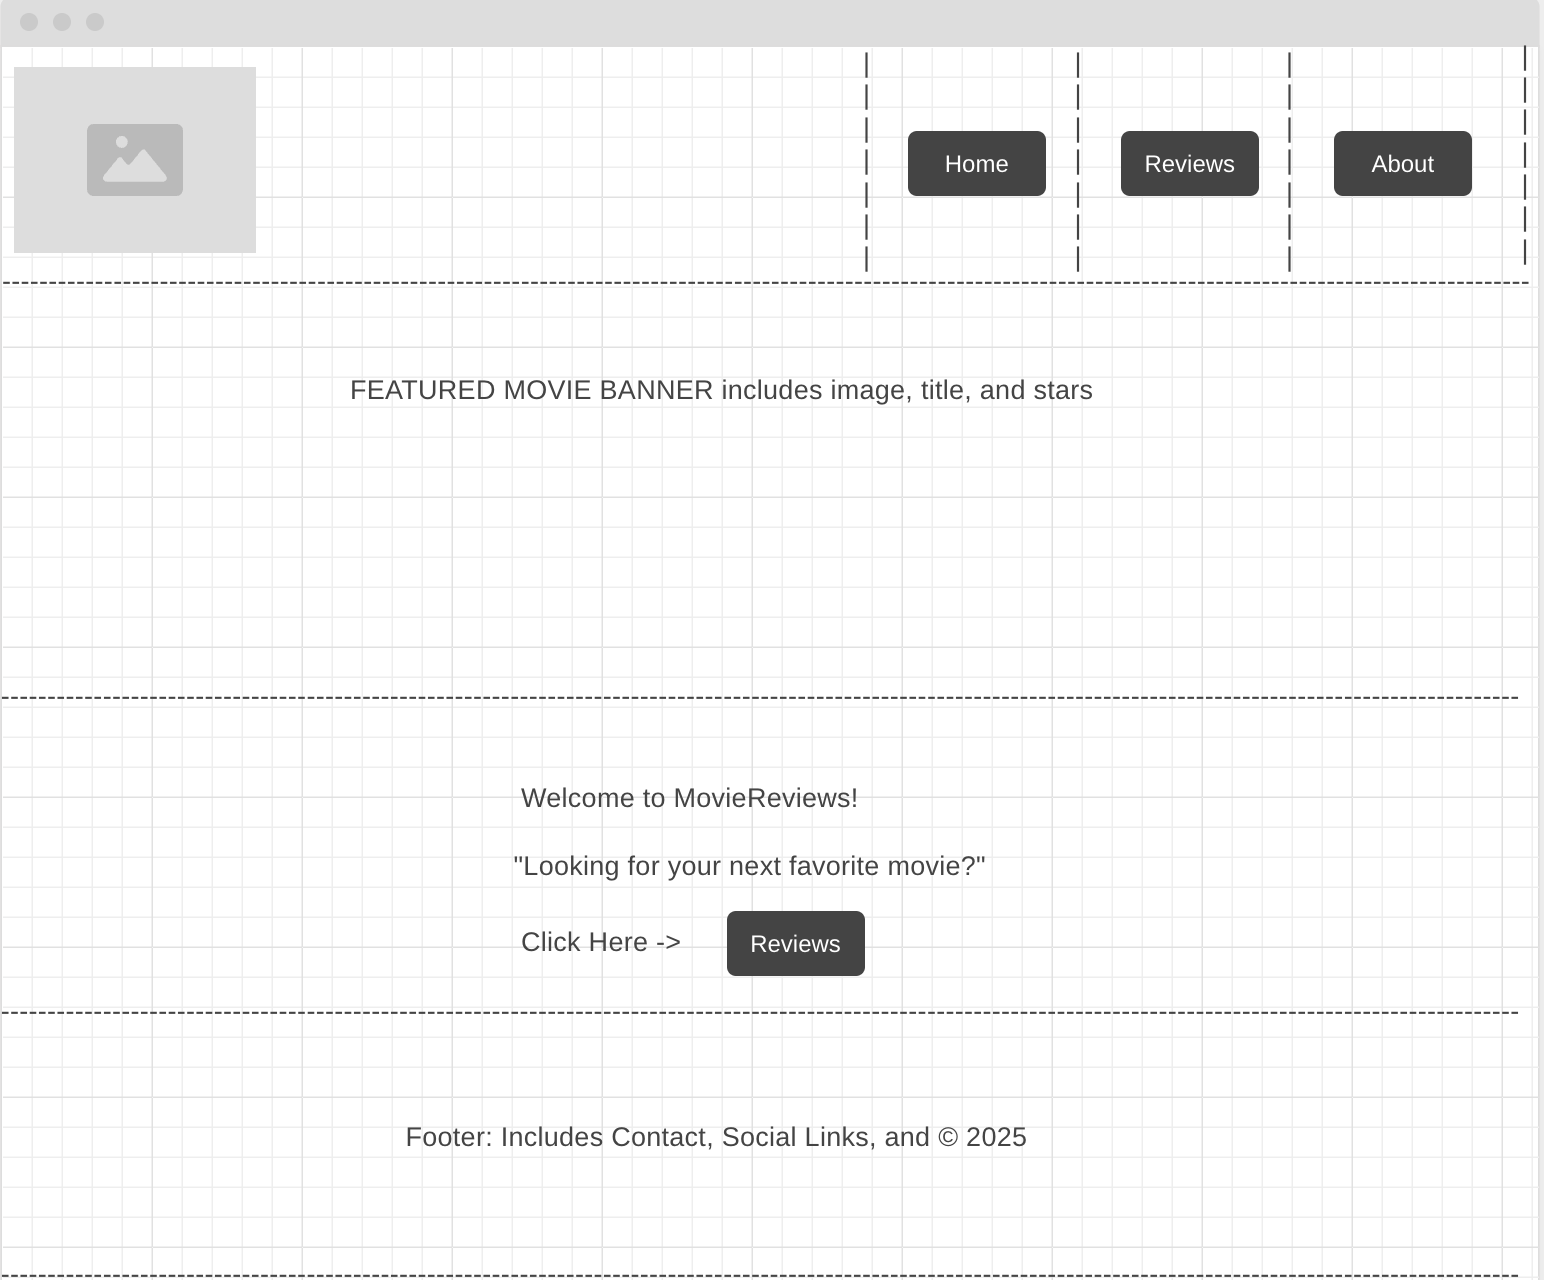 Home
Reviews
About
FEATURED MOVIE BANNER includes image, title, and stars
Welcome to MovieReviews!
"Looking for your next favorite movie?"
Click Here ->
Reviews
Footer: Includes Contact, Social Links, and © 2025